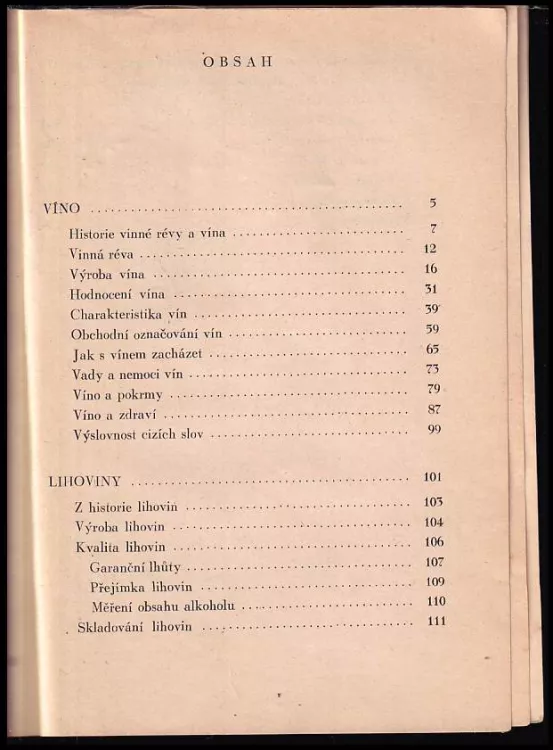 OBSAH
VÍNO 5
Historie vinné révy a vína 7
Vinná réva 12
Výroba vína 16
Hodnocení vína 31
Charakteristika vín 39
Obchodní označování vín 59
Jak s vínem zacházet 65
Vady a nemoci vín 73
Víno a pokrmy 79
Víno a zdraví 87
Výslovnost cizích slov 99
LIHOVINY 101
Z historie lihovin 103
Výroba lihovin 104
Kvalita lihovin 106
Garanční lhůty 107
Přejímka lihovin 109
Měření obsahu alkoholu 110
Skladování lihovin 111